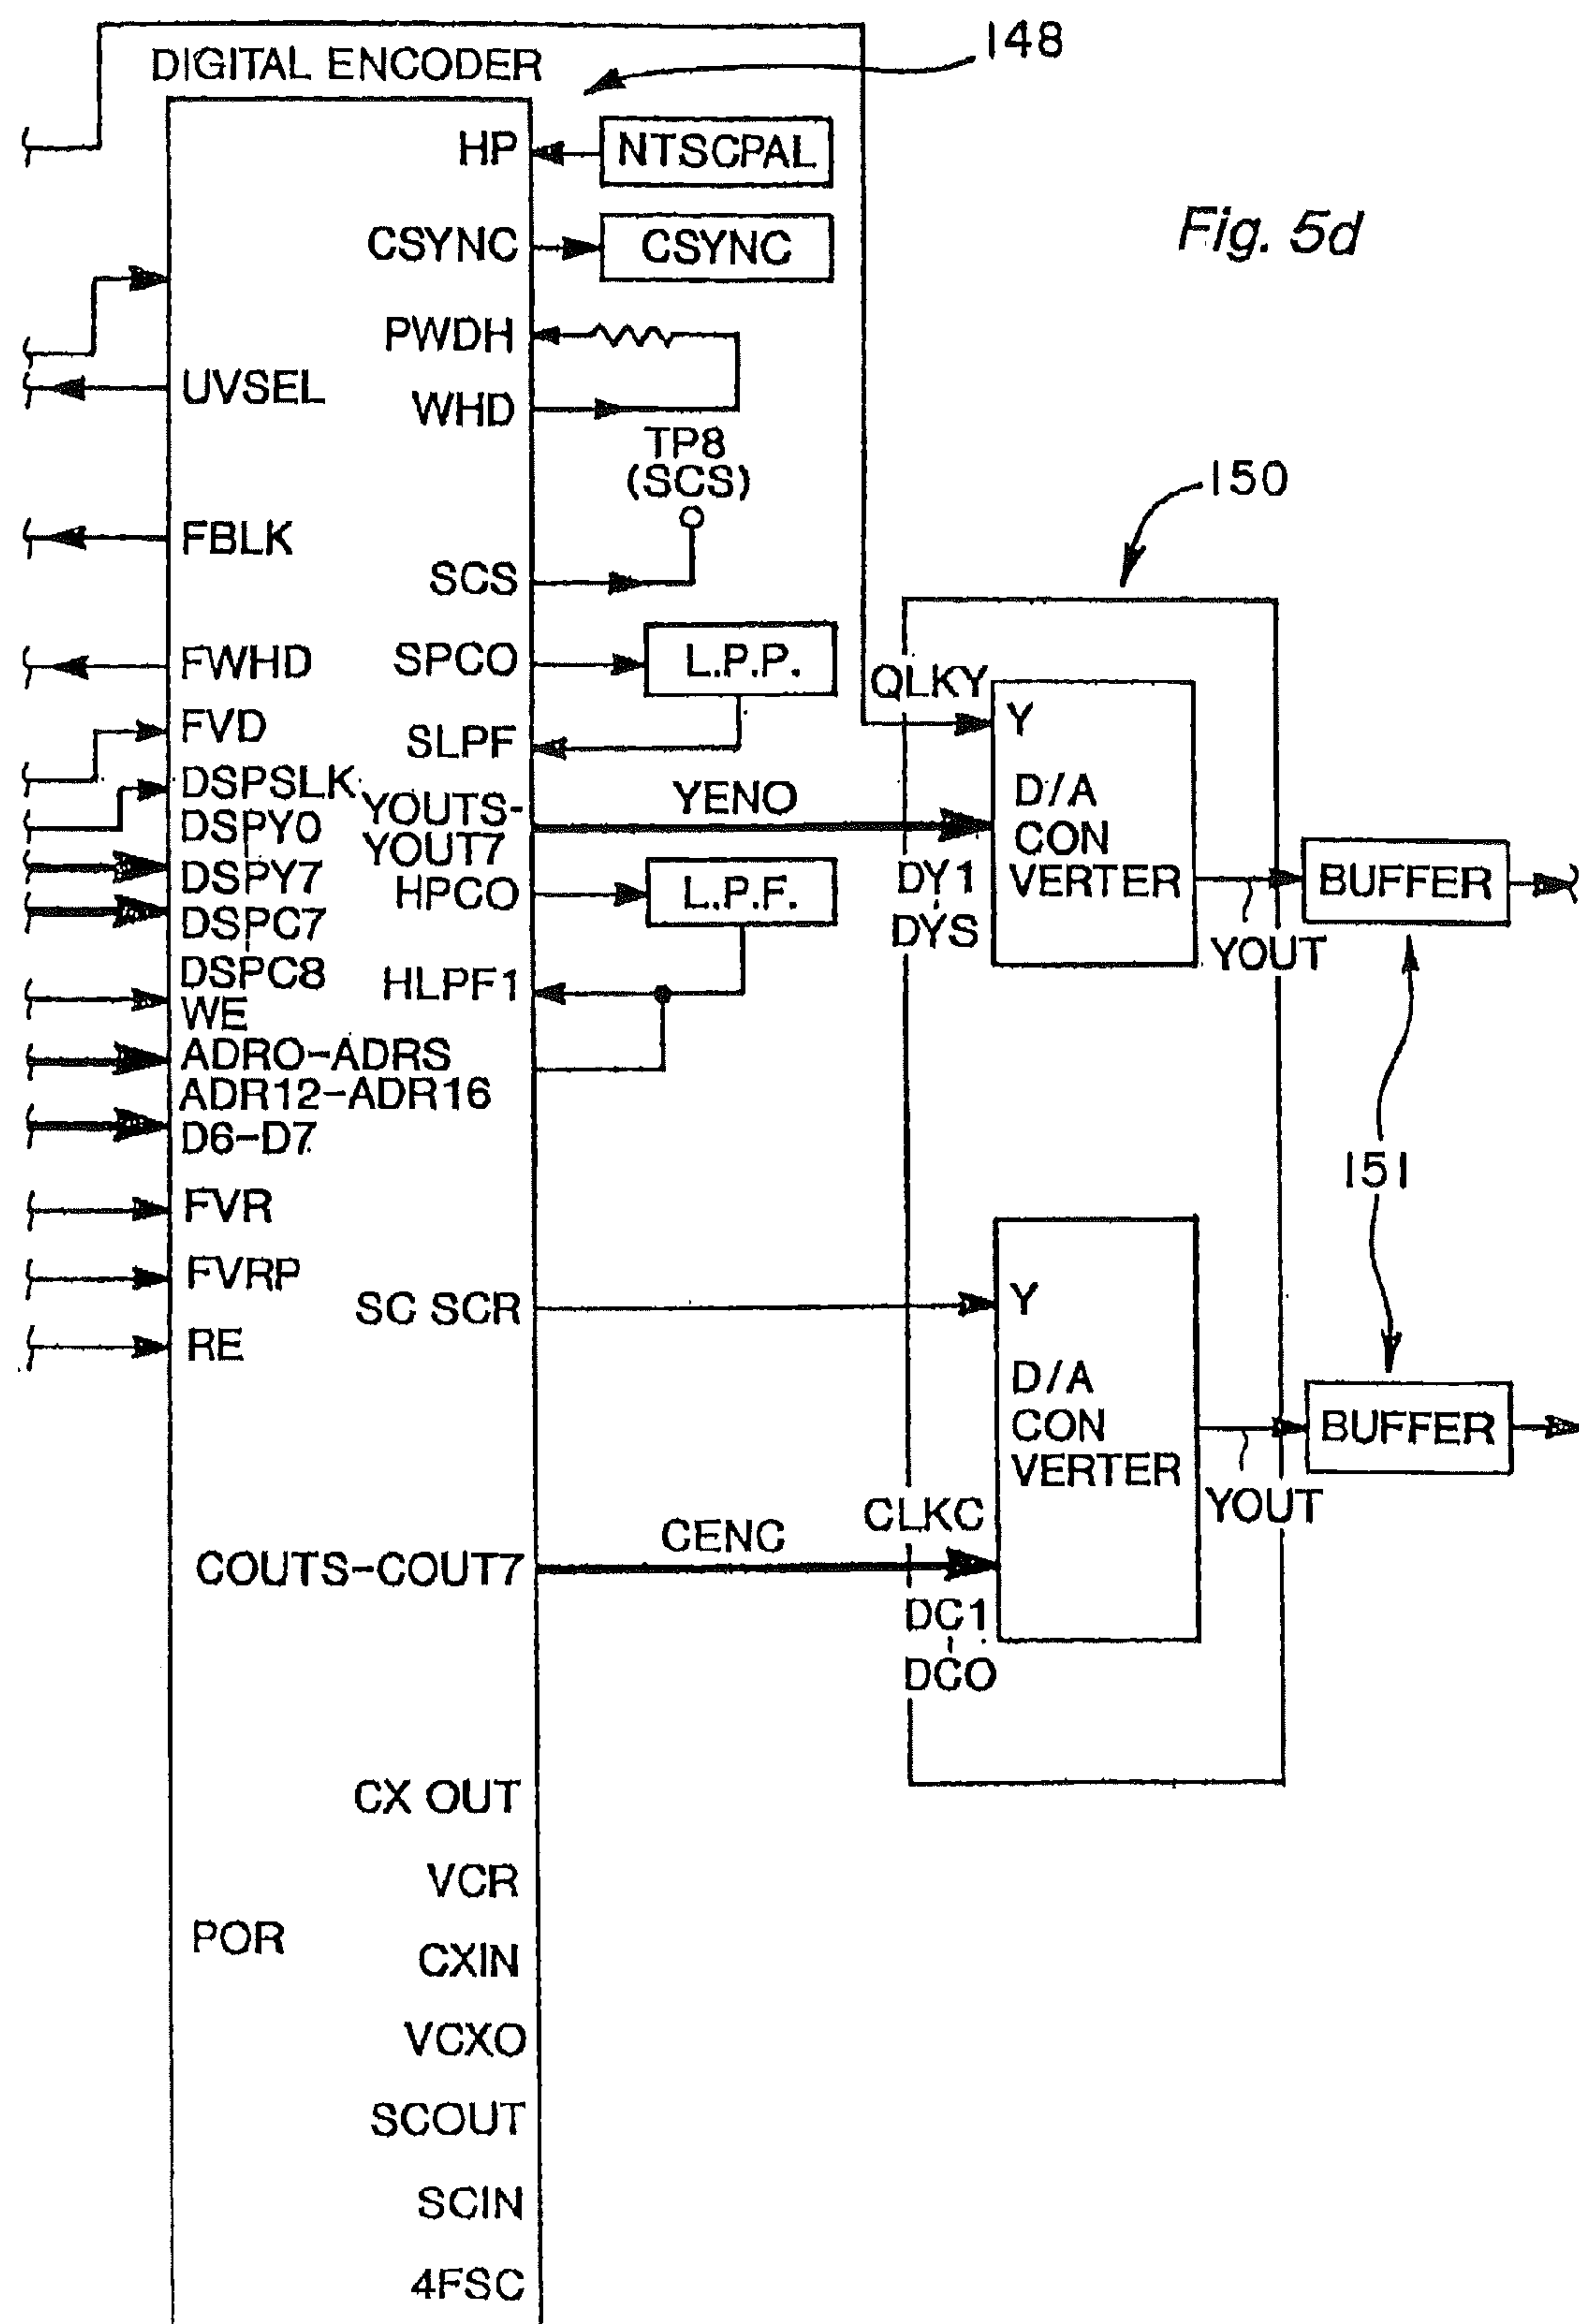 148
DIGITAL ENCODER
HP
NTSCPAL
Fig. 5d
CSYNC
CSYNC
PWDH
UVSEL
WHD
TP8
(SCS)
150
FBLK
SCS
FWHD
SPCO
L.P.P.
QLKY
Y
FVD
SLPF
DSPSLK
YOUTS-
YOUT7
YENO
D/A
CON
VERTER
DSPY0
DSPY7
HPCO
L.P.F.
DY1
DYS
BUFFER
YOUT
DSPC7
DSPC8
HLPF1
WE
ADRO-ADRS
ADR12-ADR16
D6-D7
151
FVR
FVRP
SC SCR
Y
RE
D/A
CON
VERTER
BUFFER
YOUT
CLKC
CENC
COUTS-COUT7
DC1
DCO
CX OUT
VCR
POR
CXIN
VCXO
SCOUT
SCIN
4FSC